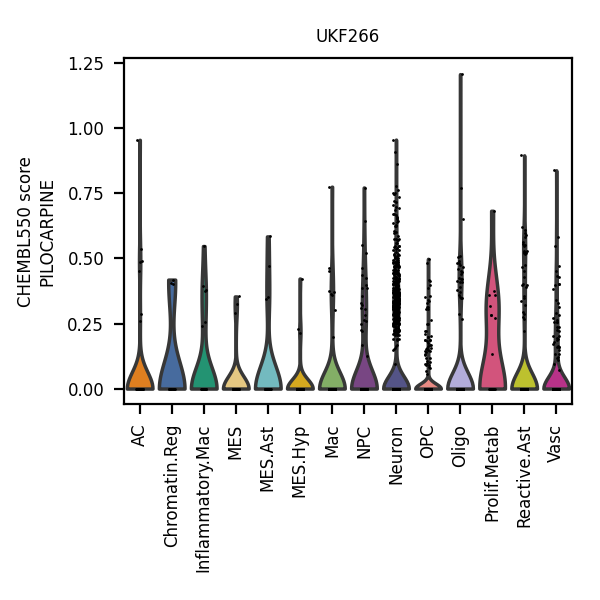 UKF266
CHEMBL550 score
PILOCARPINE
1.25
1.00
0.75
0.50
0.25
0.00
AC
Chromatin.Reg
Inflammatory.Mac
MES
MES.Ast
MES.Hyp
Mac
NPC
Neuron
OPC
Oligo
Prolif.Metab
Reactive.Ast
Vasc